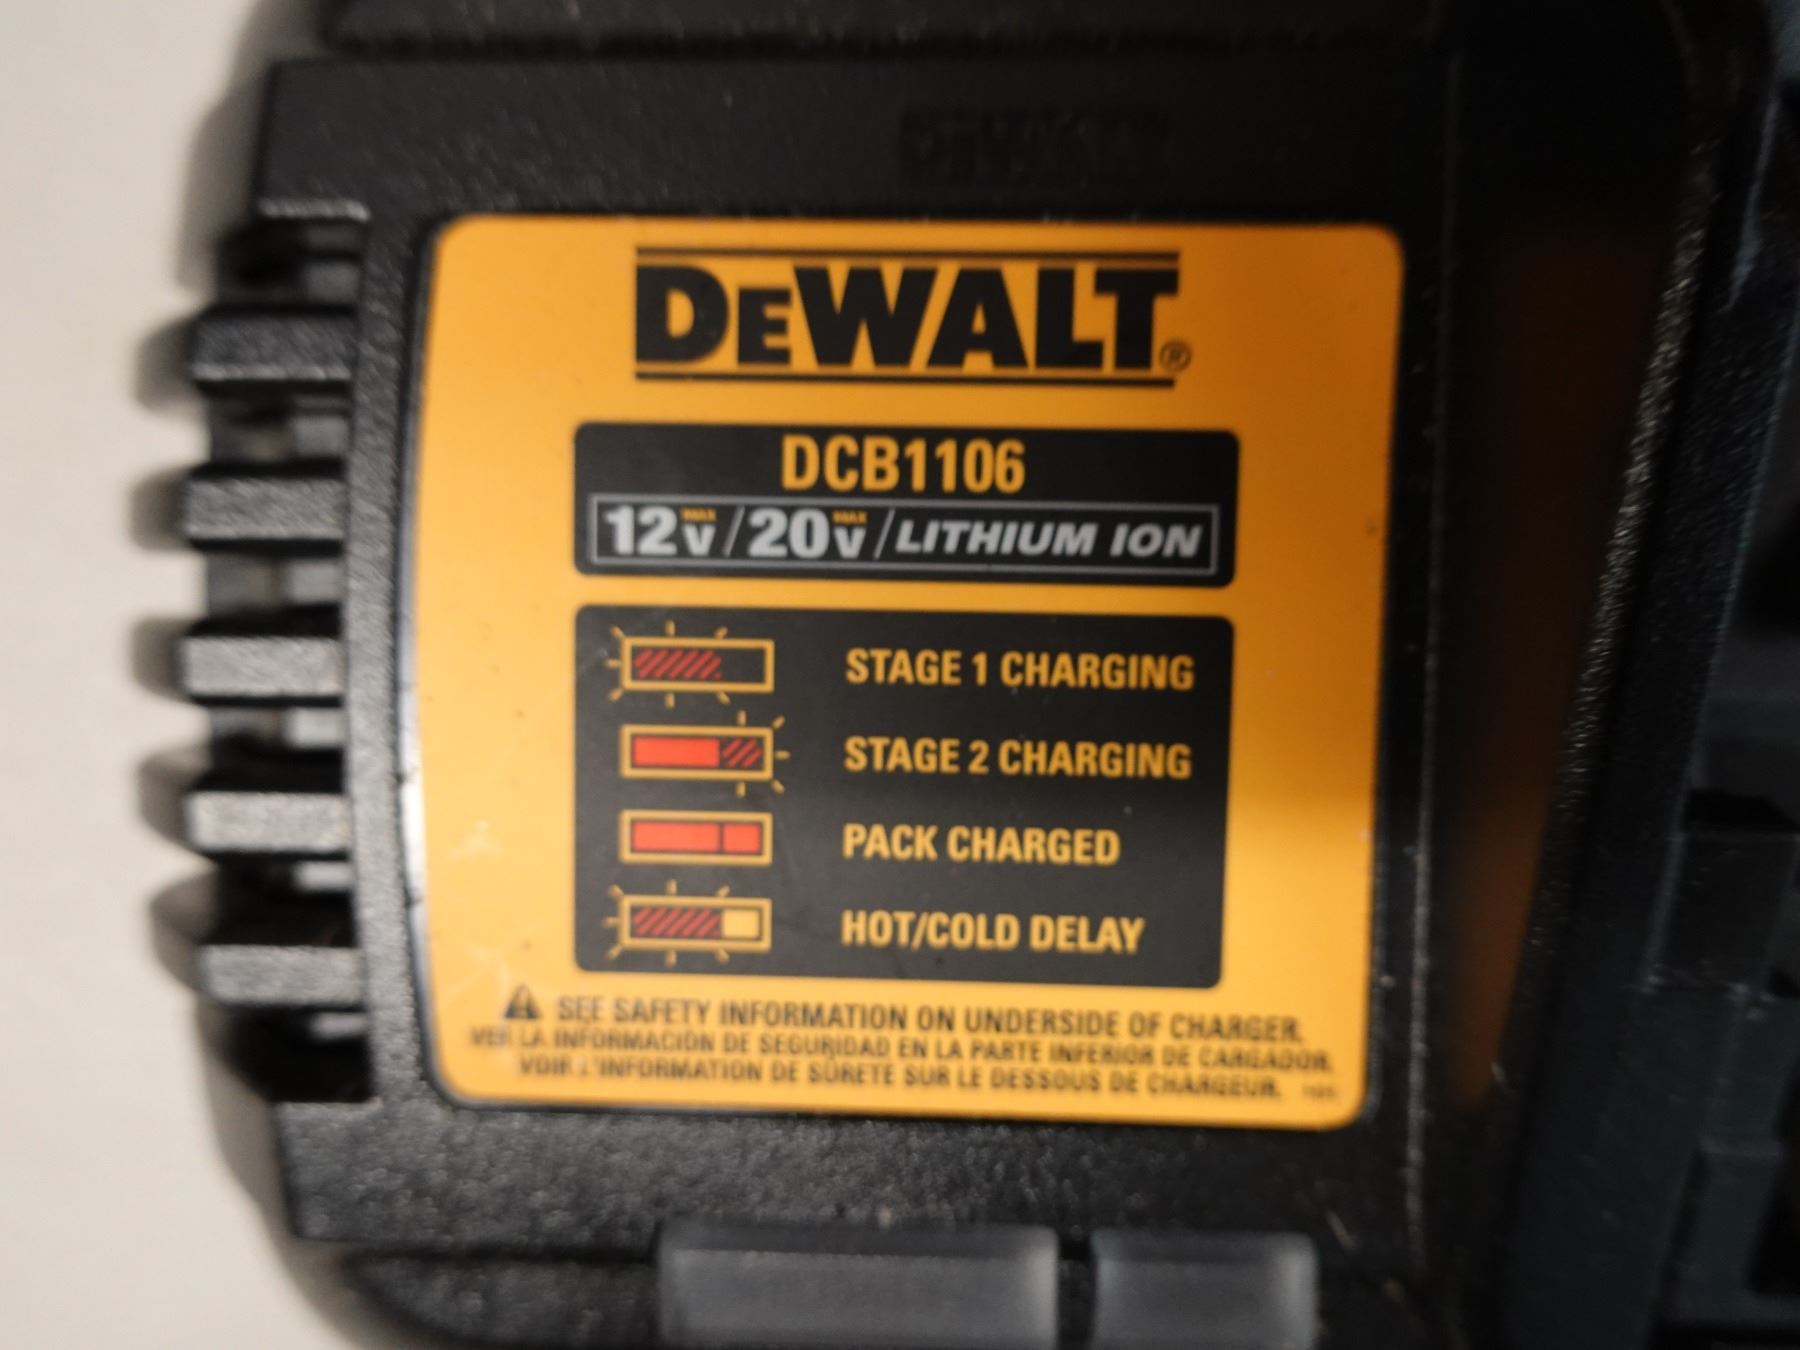 DEWALT
DEWALT®
DCB1106
12V MAX / 20V MAX / LITHIUM ION
STAGE 1 CHARGING
STAGE 2 CHARGING
PACK CHARGED
HOT/COLD DELAY
SEE SAFETY INFORMATION ON UNDERSIDE OF CHARGER.
VER LA INFORMACIÓN DE SEGURIDAD EN LA PARTE INFERIOR DE CARGADOR.
VOIR L'INFORMATION DE SÛRETE SUR LE DESSOUS DE CHARGEUR.